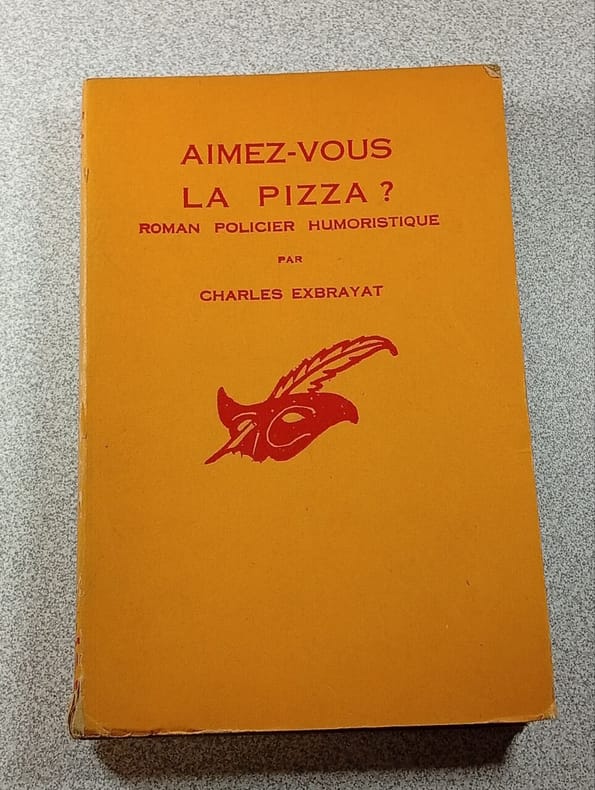 AIMEZ-VOUS
LA PIZZA ?
ROMAN POLICIER HUMORISTIQUE
PAR
CHARLES EXBRAYAT